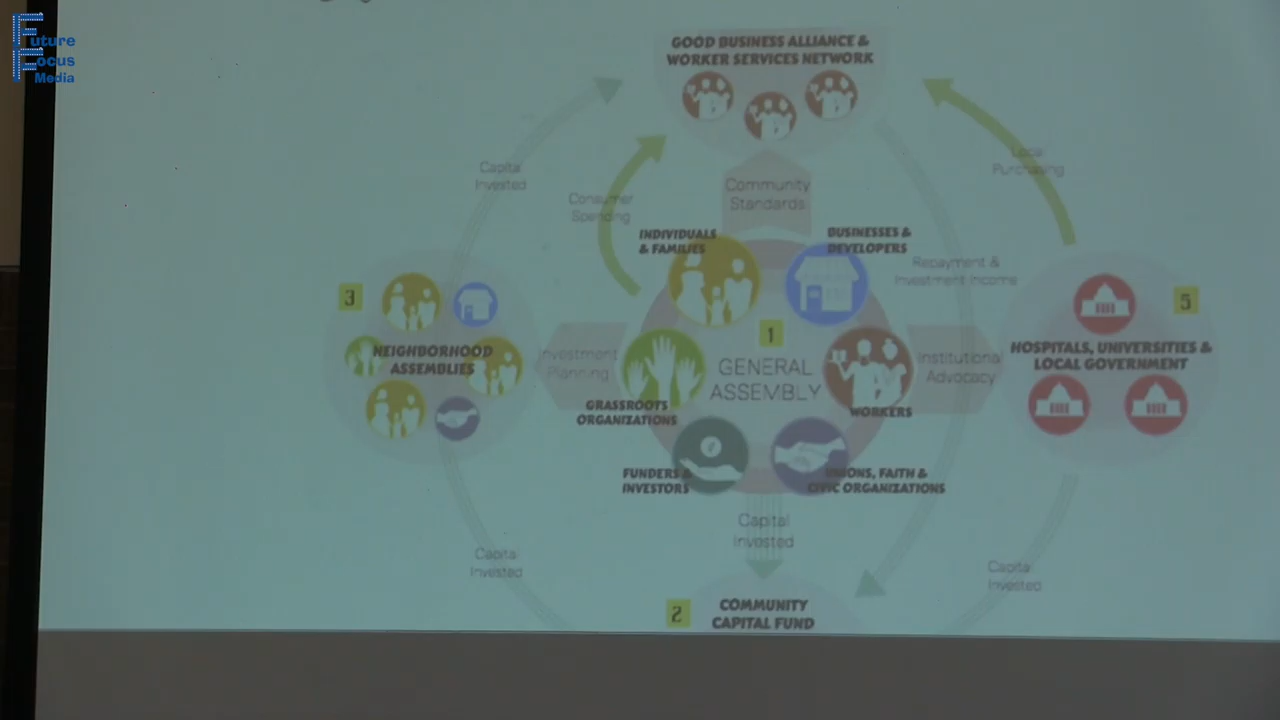 Future
Focus
Media
GOOD BUSINESS ALLIANCE &
WORKER SERVICES NETWORK
Capital
Invested
Consumer
Spending
Community
Standards
Local
Purchasing
INDIVIDUALS
& FAMILIES
BUSINESSES &
DEVELOPERS
Repayment &
Investment Income
3
NEIGHBORHOOD
ASSEMBLIES
Investment
Planning
1
GENERAL
ASSEMBLY
Institutional
Advocacy
5
HOSPITALS, UNIVERSITIES &
LOCAL GOVERNMENT
GRASSROOTS
ORGANIZATIONS
WORKERS
FUNDERS &
INVESTORS
UNIONS, FAITH &
CIVIC ORGANIZATIONS
Capital
Invested
Capital
Invested
Capital
Invested
2
COMMUNITY
CAPITAL FUND